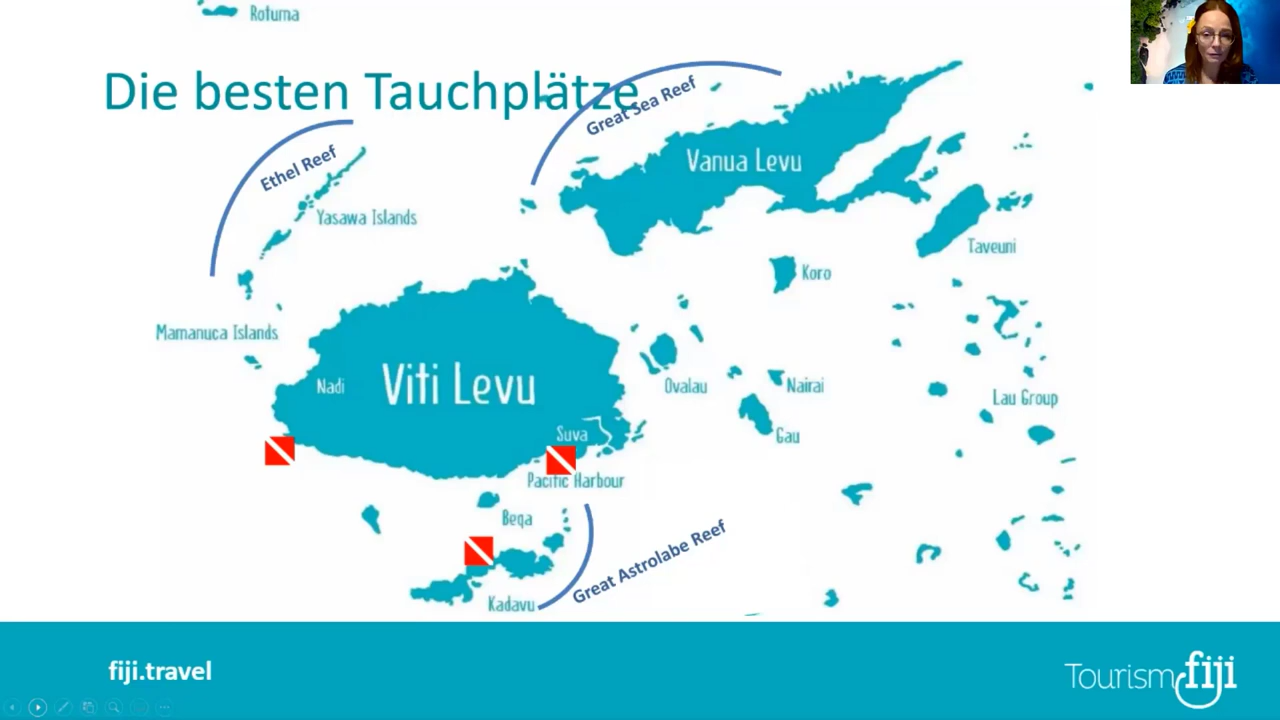 Rotuma
Die besten Tauchplätze
Great Sea Reef
Ethel Reef
Vanua Levu
Yasawa Islands
Taveuni
Koro
Mamanuca Islands
Nadi
Viti Levu
Ovalau
Nairai
Lau Group
Suva
Gau
Pacific Harbour
Beqa
Great Astrolabe Reef
Kadavu
fiji.travel
Tourism fiji